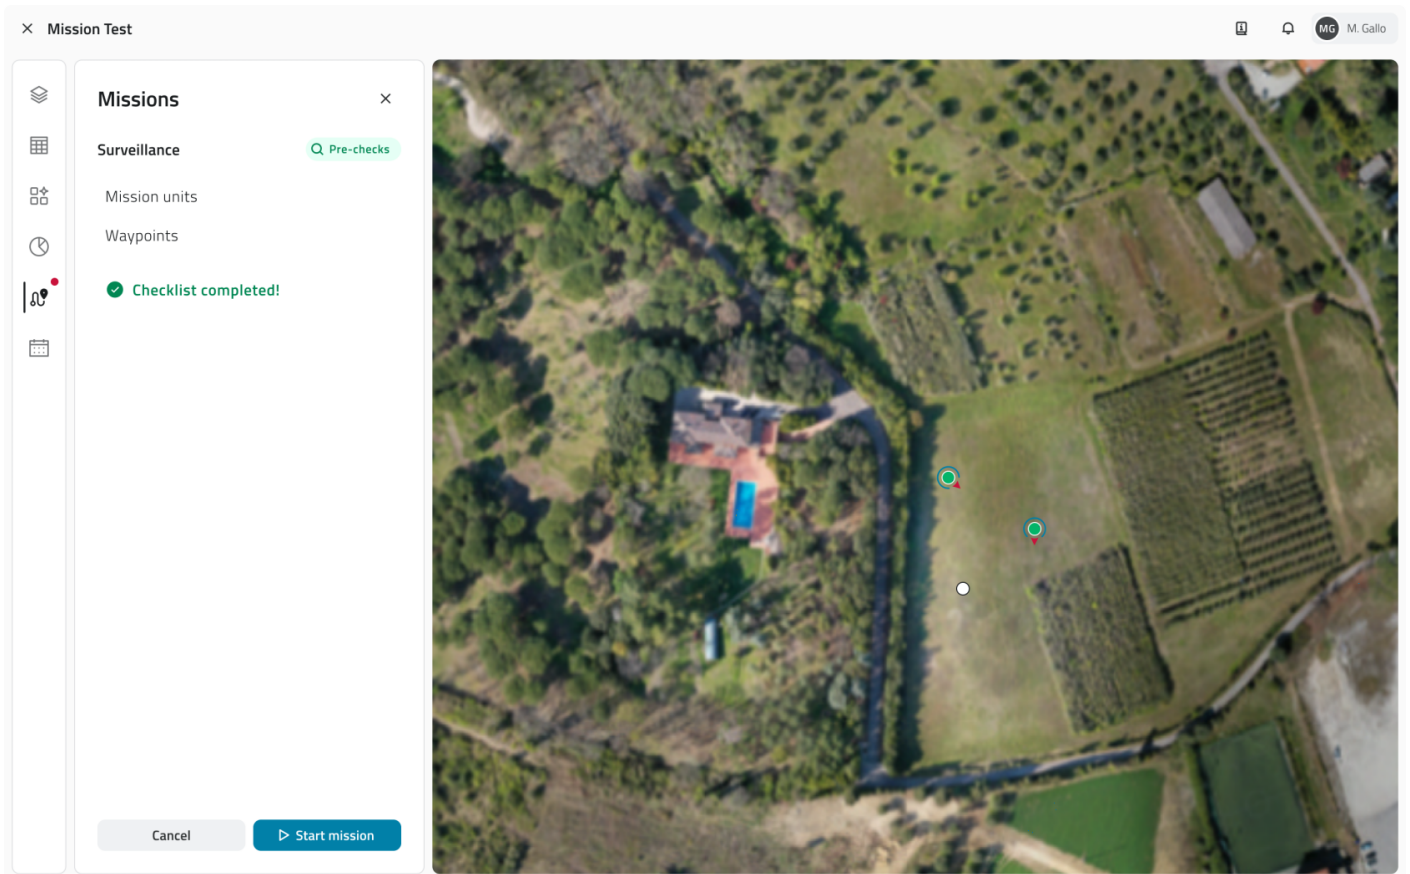 Mission Test
MG M. Gallo
Missions
Surveillance
Pre-checks
Mission units
Waypoints
Checklist completed!
Cancel
Start mission